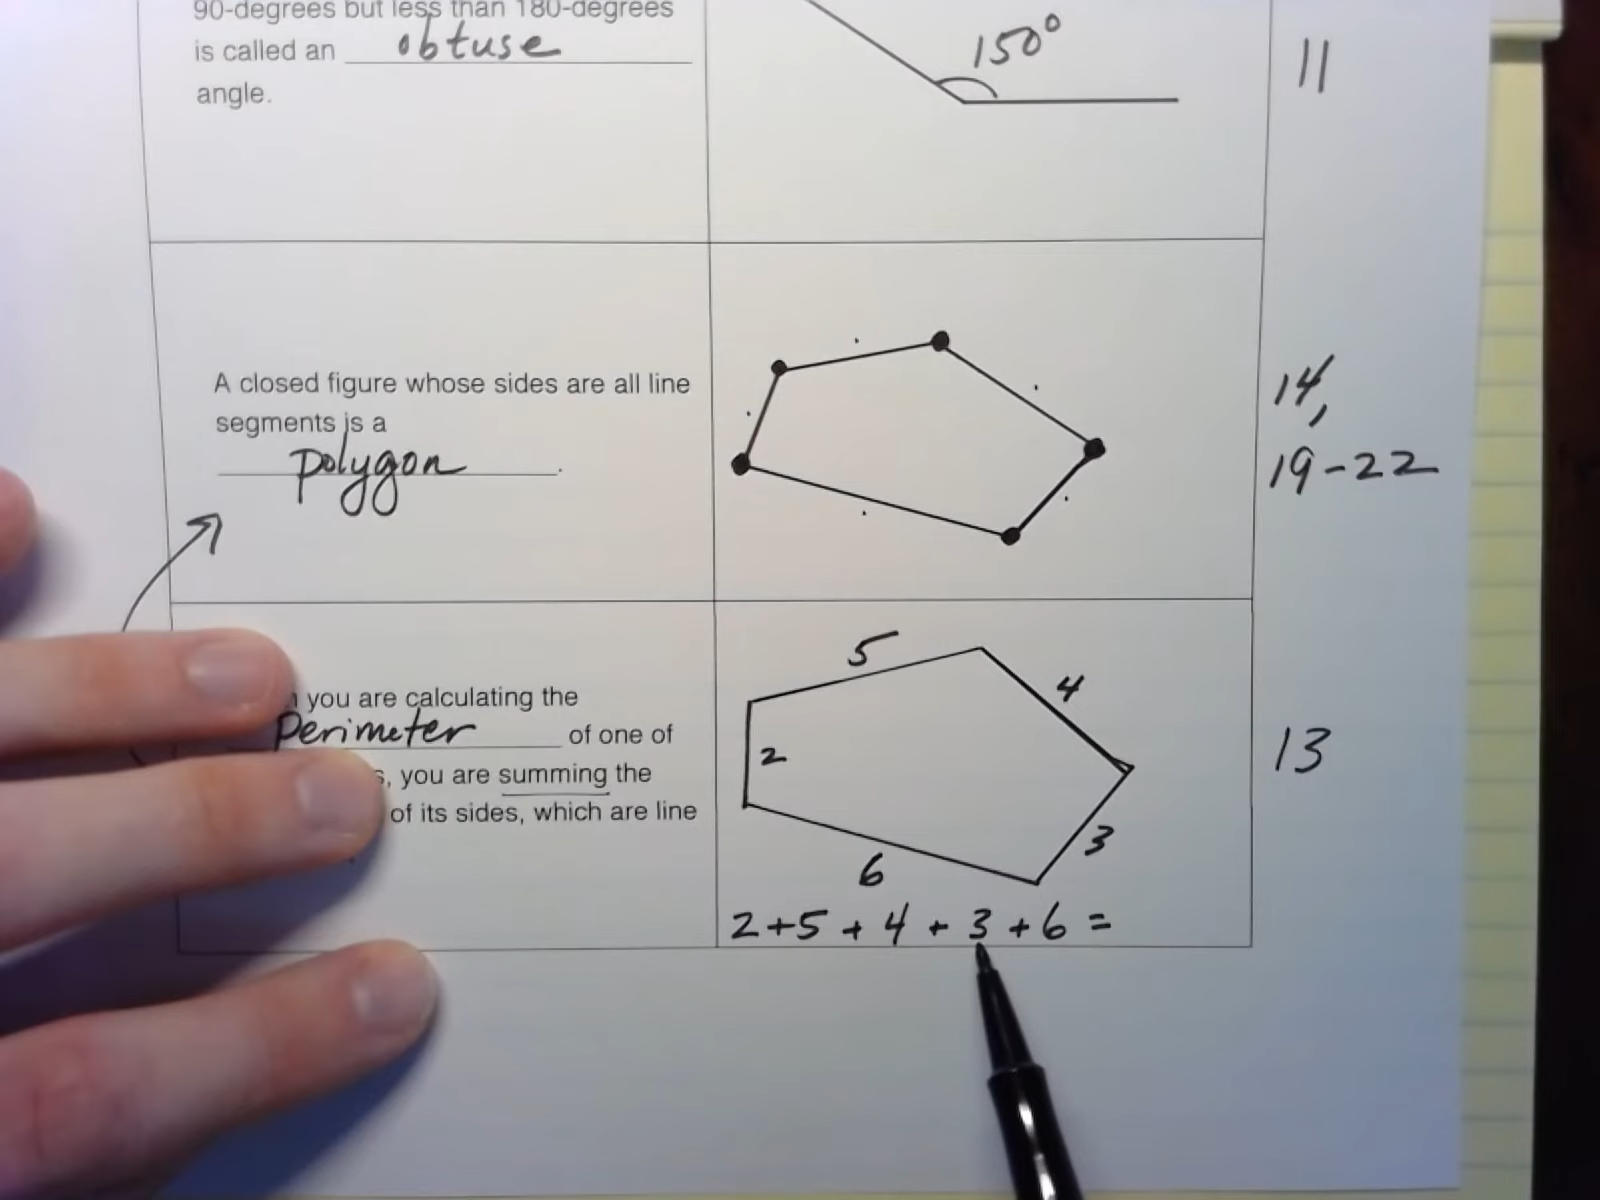 90-degrees but less than 180-degrees
is called an obtuse
angle.
150°
11
A closed figure whose sides are all line
segments is a
polygon.
14,
19-22
you are calculating the
Perimeter of one of
, you are summing the
of its sides, which are line
5
4
2
3
6
2+5+4+3+6=
13